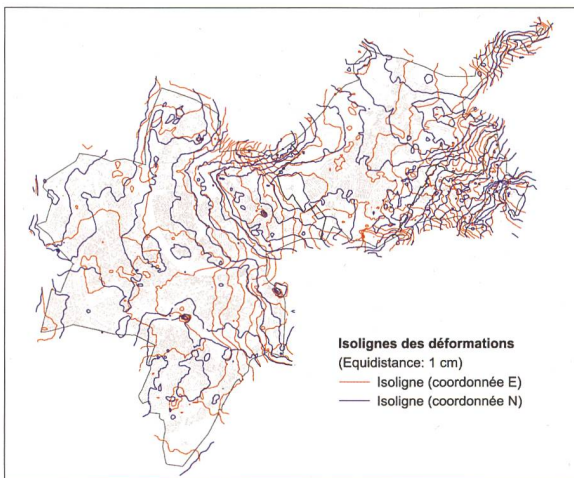 Isolignes des déformations
(Equidistance: 1 cm)
Isoligne (coordonnée E)
Isoligne (coordonnée N)